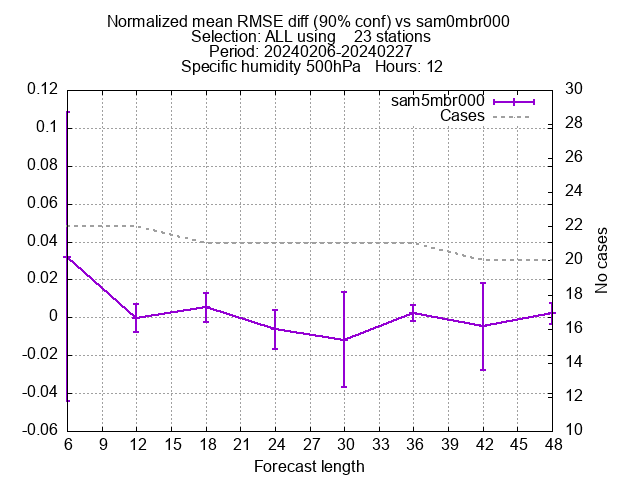 Normalized mean RMSE diff (90% conf) vs sam0mbr000
Selection: ALL using    23 stations
Period: 20240206-20240227
Specific humidity 500hPa   Hours: 12
sam5mbr000
Cases
0.12
0.1
0.08
0.06
0.04
0.02
0
-0.02
-0.04
-0.06
30
28
26
24
22
20
18
16
14
12
10
No cases
6 9 12 15 18 21 24 27 30 33 36 39 42 45 48
Forecast length